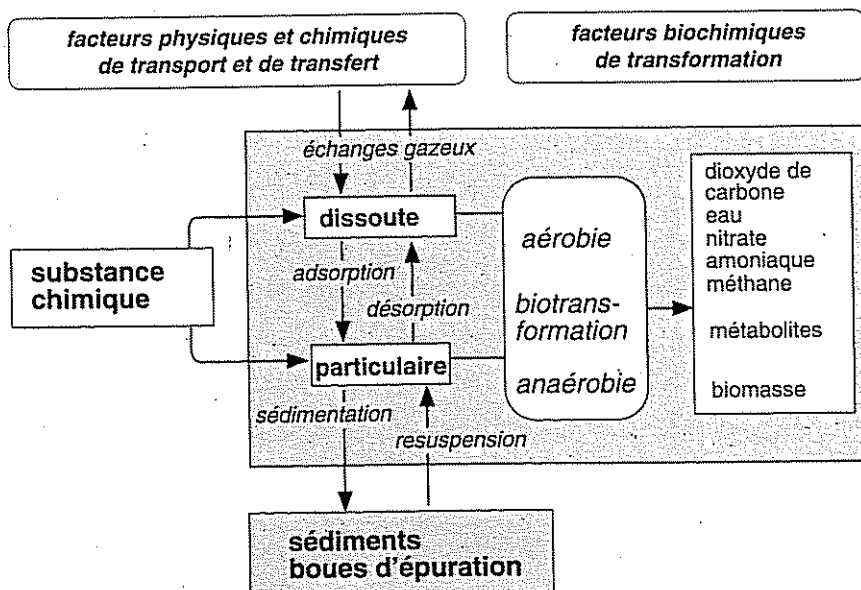 facteurs physiques et chimiques
de transport et de transfert
facteurs biochimiques
de transformation
échanges gazeux
dissoute
substance
chimique
adsorption
désorption
particulaire
sédimentation
resuspension
aérobie
biotrans-
formation
anaérobie
dioxyde de
carbone
eau
nitrate
amoniaque
méthane
métabolites
biomasse
sédiments
boues d'épuration